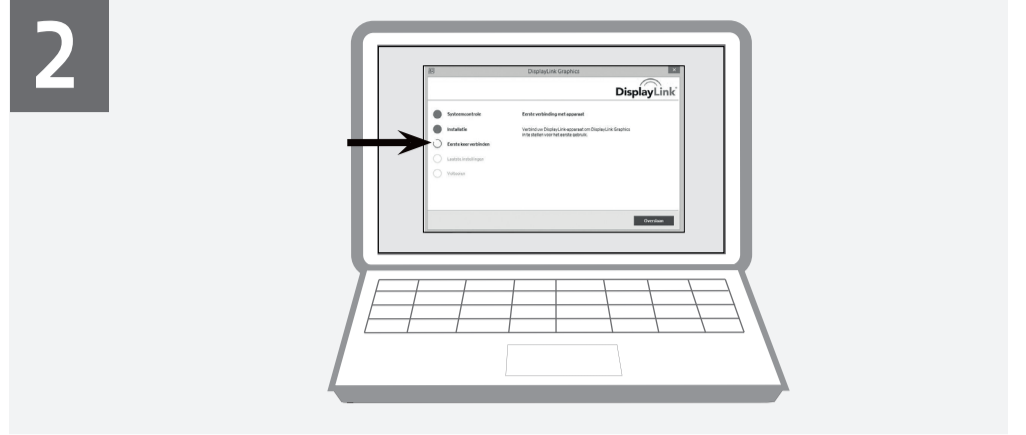 2
DisplayLink Graphics
DisplayLink
Systeemcontrole
Installatie
Eerste keer verbinden
Laatste instellingen
Voltooien
Eerste verbinding met apparaat
Verbind uw DisplayLink-apparaat om DisplayLink Graphics
in te stellen voor het eerste gebruik.
Overslaan